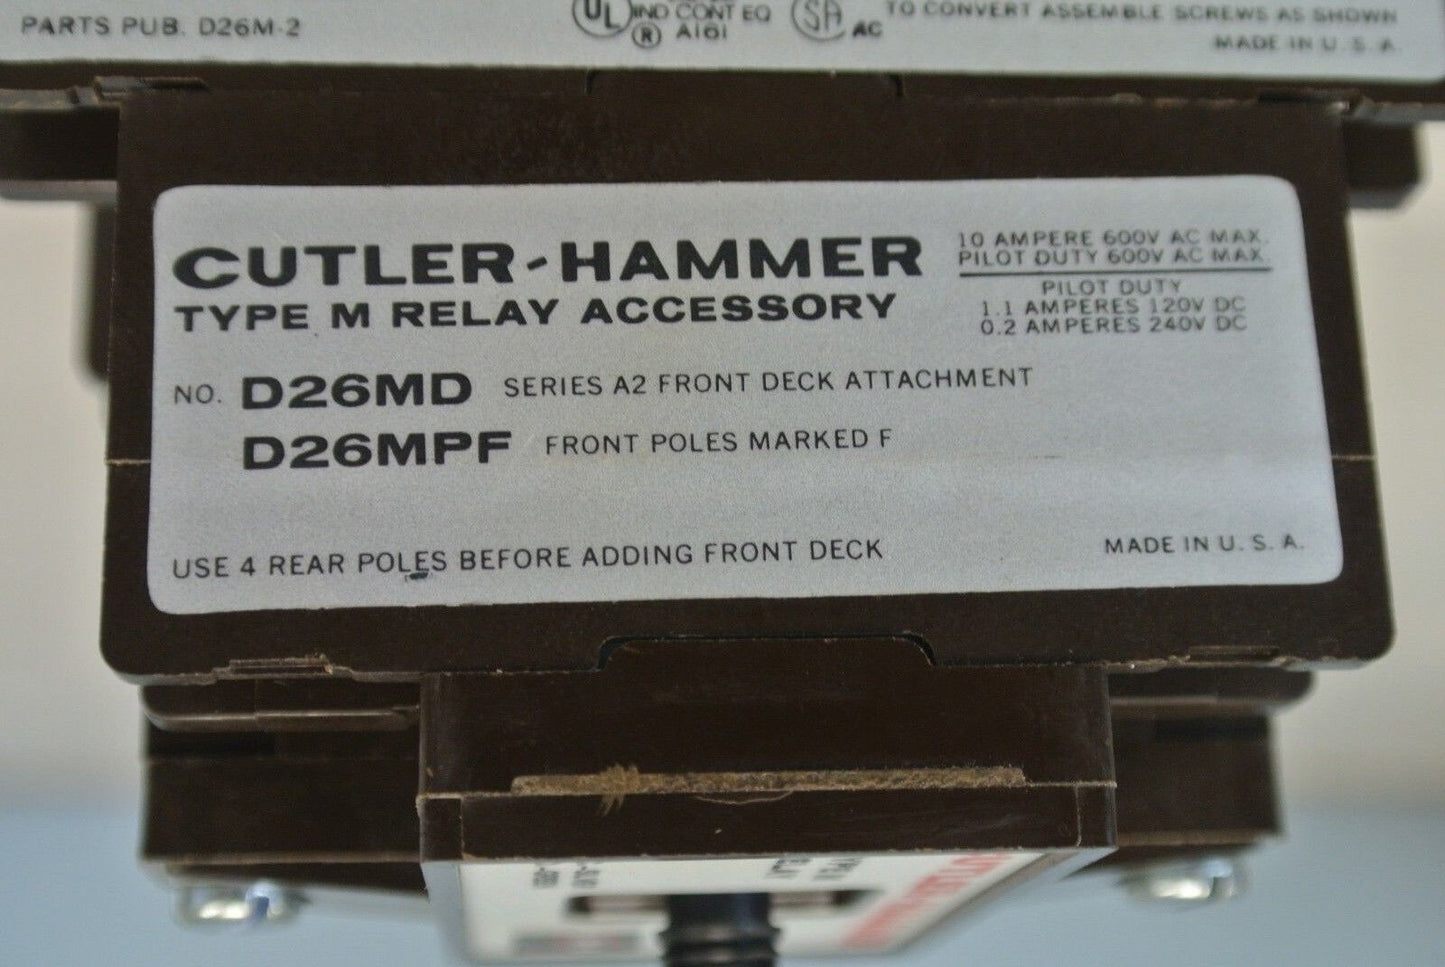 PARTS PUB. D26M-2
UL IND CONT EQ
® A101
SA AC
TO CONVERT ASSEMBLE SCREWS AS SHOWN
MADE IN U. S. A.
CUTLER-HAMMER
TYPE M RELAY ACCESSORY
10 AMPERE 600V AC MAX.
PILOT DUTY 600V AC MAX.
PILOT DUTY
1.1 AMPERES 120V DC
0.2 AMPERES 240V DC
NO. D26MD SERIES A2 FRONT DECK ATTACHMENT
D26MPF FRONT POLES MARKED F
USE 4 REAR POLES BEFORE ADDING FRONT DECK
MADE IN U. S. A.